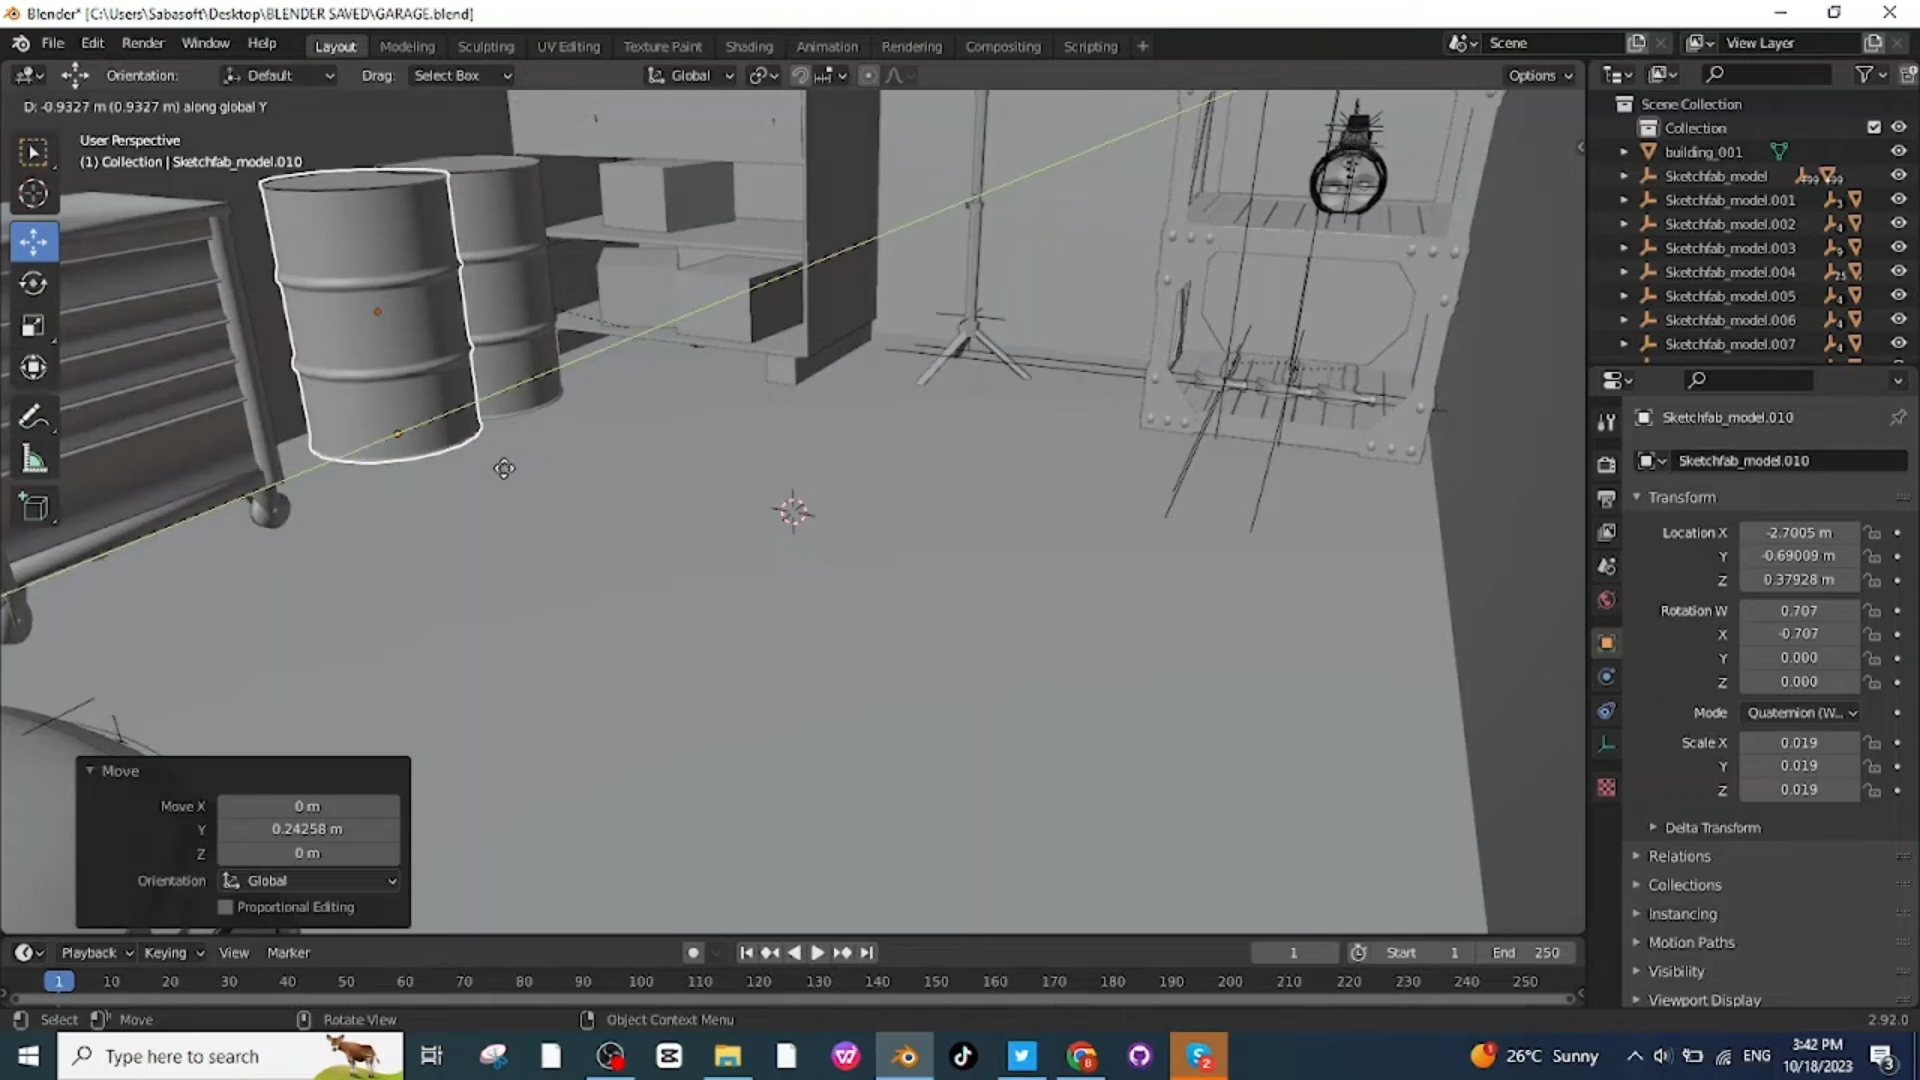 Blender* [C:\Users\Sabasoft\Desktop\BLENDER SAVED\GARAGE.blend]
File Edit Render Window Help Layout Modeling Sculpting UV Editing Texture Paint Shading Animation Rendering Compositing Scripting + Scene View Layer
Orientation: Default Drag: Select Box Global Options
D: -0.9327 m (0.9327 m) along global Y
User Perspective
(1) Collection | Sketchfab_model.010
Scene Collection
Collection
building_001
Sketchfab_model
Sketchfab_model.001 3
Sketchfab_model.002 4
Sketchfab_model.003 9
Sketchfab_model.004 25
Sketchfab_model.005 4
Sketchfab_model.006 4
Sketchfab_model.007 4
Sketchfab_model.010
Sketchfab_model.010
Transform
Location X -2.7005 m
Y -0.69009 m
Z 0.37928 m
Rotation W 0.707
X -0.707
Y 0.000
Z 0.000
Mode Quaternion (W...
Scale X 0.019
Y 0.019
Z 0.019
Delta Transform
Relations
Collections
Instancing
Motion Paths
Visibility
Viewport Display
Move
Move X 0 m
Y 0.24258 m
Z 0 m
Orientation Global
Proportional Editing
Playback Keying View Marker 1 Start 1 End 250
1 10 20 30 40 50 60 70 80 90 100 110 120 130 140 150 160 170 180 190 200 210 220 230 240 250
Select Move Rotate View Object Context Menu 2.92.0
Type here to search 2 26°C Sunny ENG 3:42 PM
10/18/2023 3